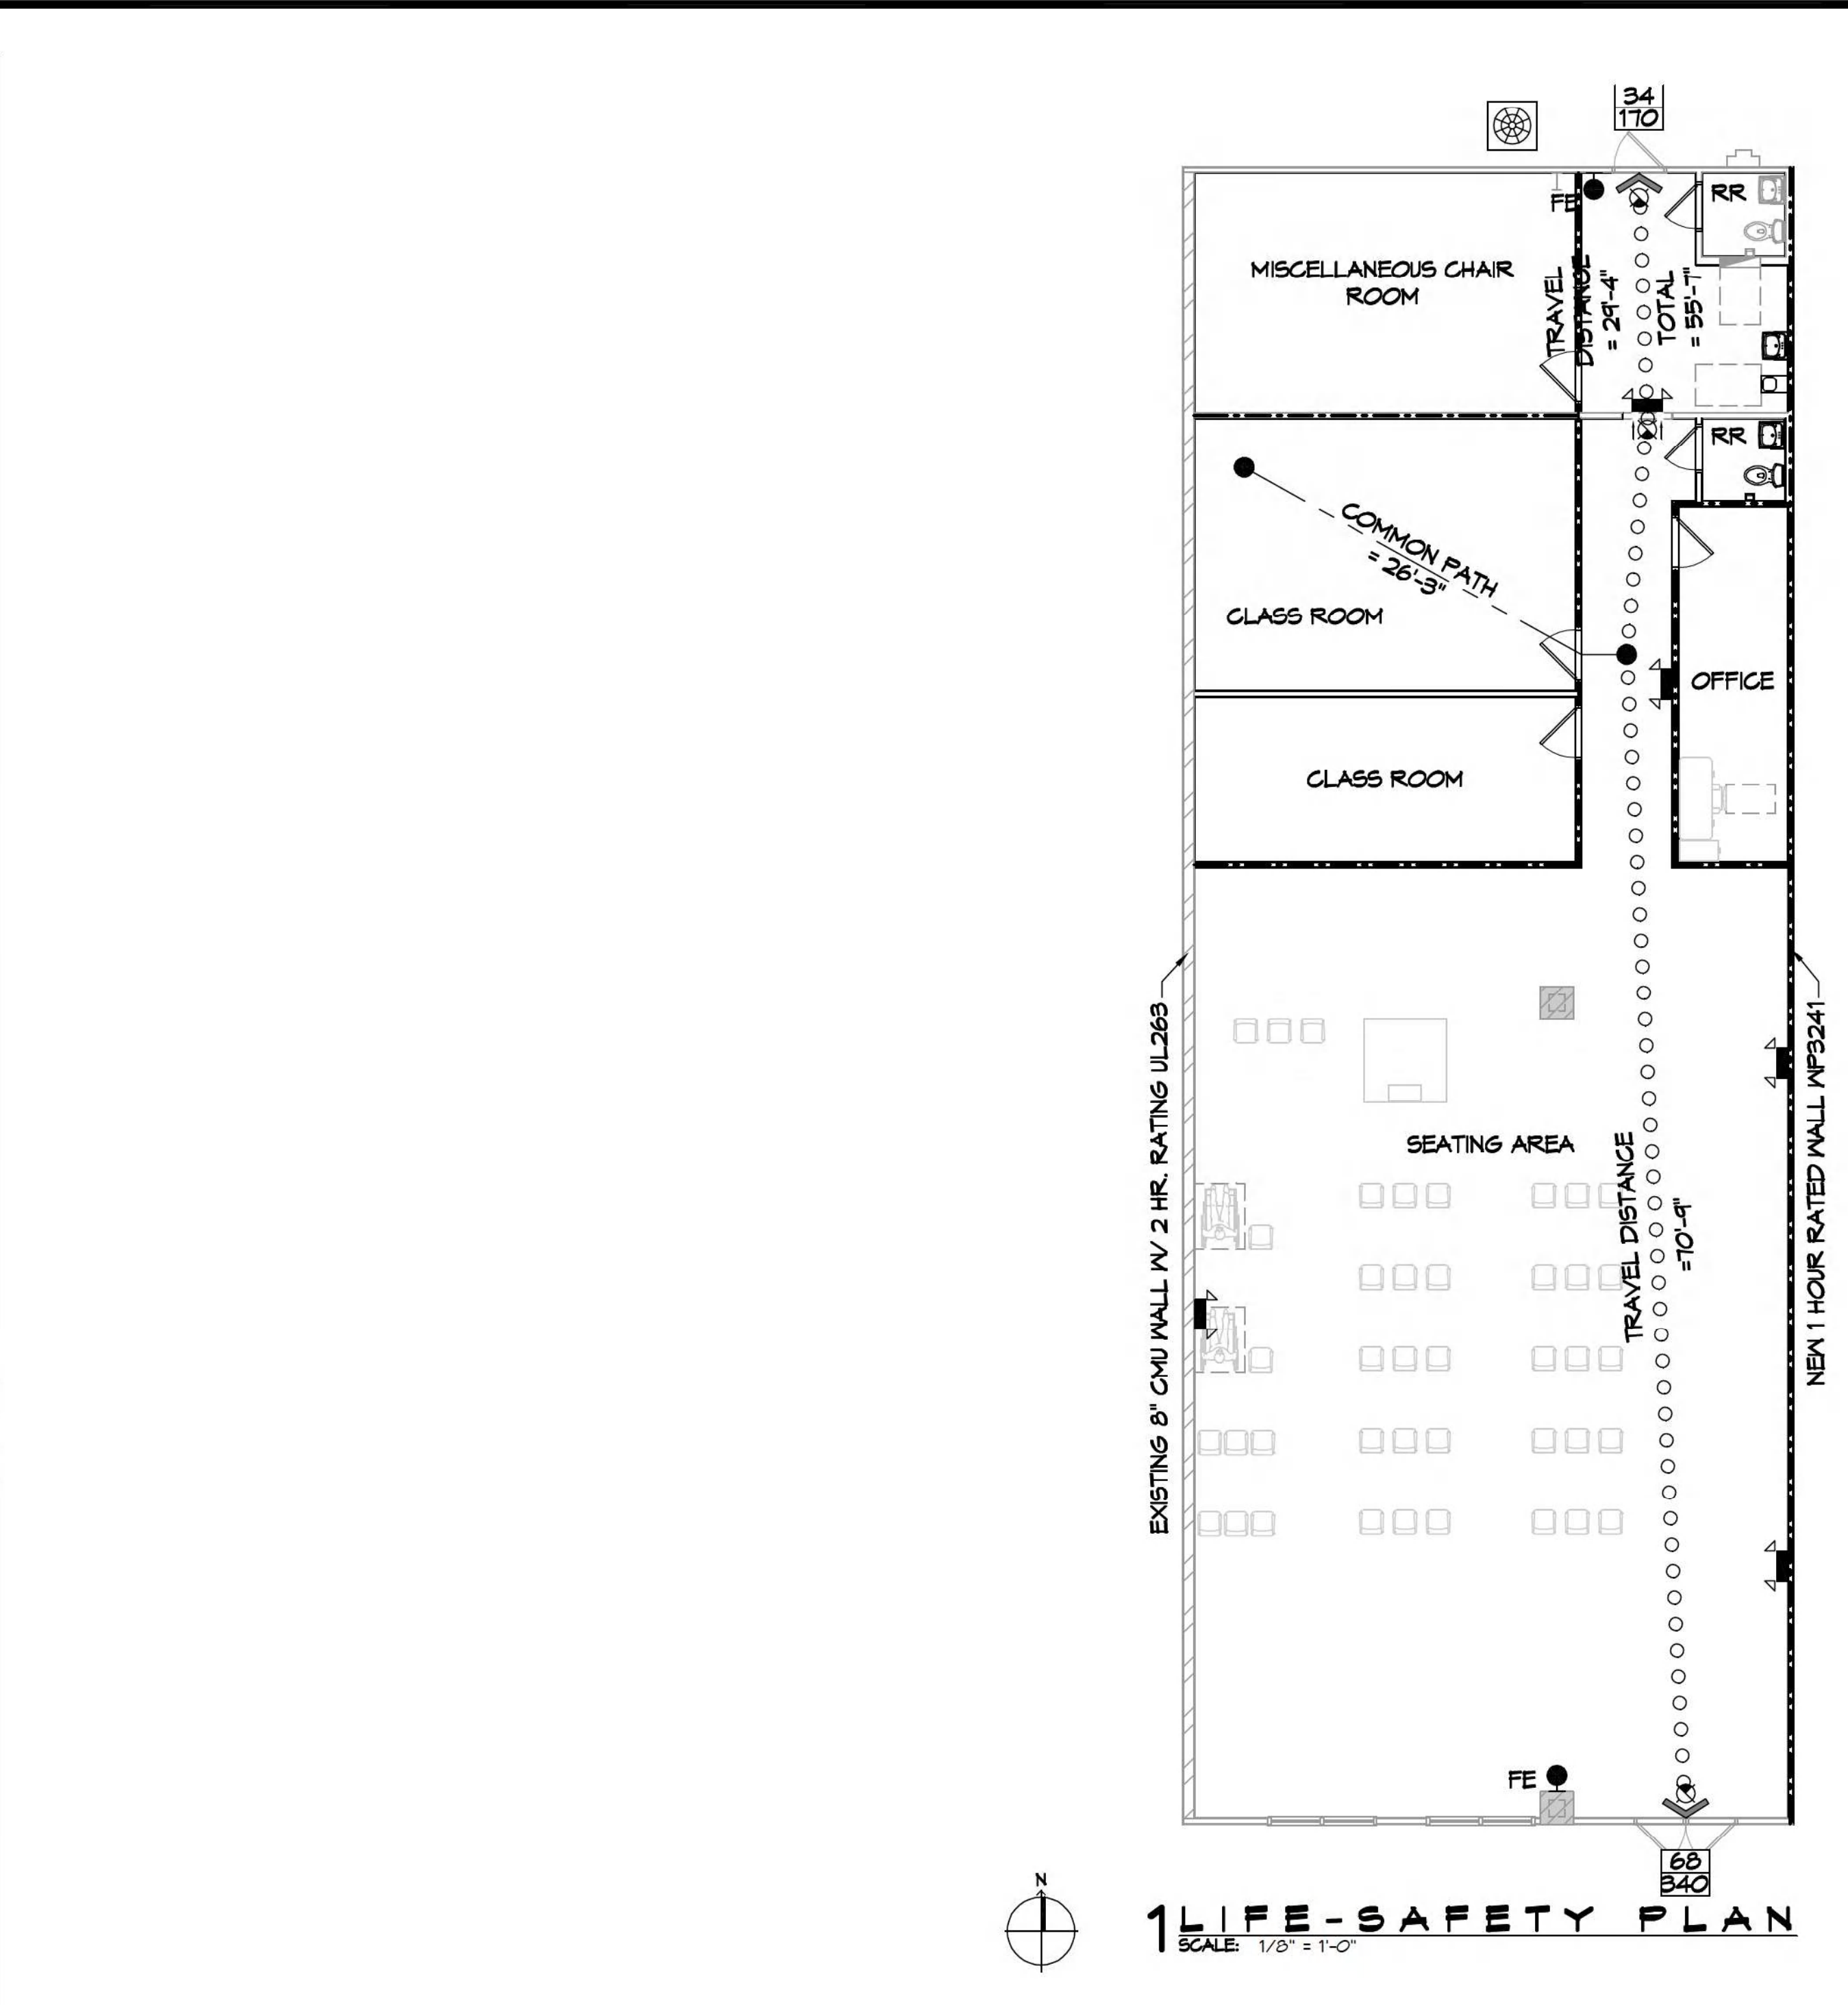 34
170
RR
FE
MISCELLANEOUS CHAIR
ROOM
TRAVEL
DISTANCE
= 29'-4"
TOTAL
= 55'-7"
RR
COMMON PATH
= 26'-3"
CLASS ROOM
OFFICE
CLASS ROOM
EXISTING 8" CMU WALL W/ 2 HR. RATING UL263
NEW 1 HOUR RATED WALL WP3241
SEATING AREA
TRAVEL DISTANCE
=70'-9"
FE
68
340
N
1 LIFE-SAFETY PLAN
SCALE: 1/8" = 1'-0"